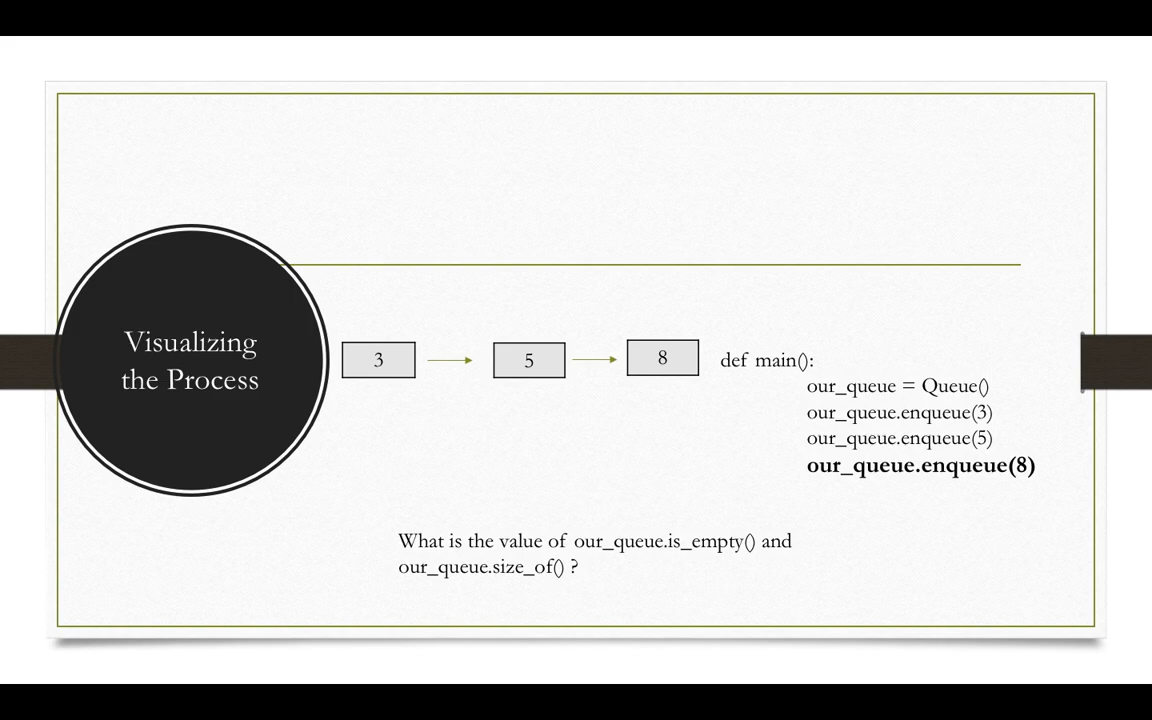 Visualizing
the Process
3
5
8
def main():
our_queue = Queue()
our_queue.enqueue(3)
our_queue.enqueue(5)
our_queue.enqueue(8)
What is the value of our_queue.is_empty() and
our_queue.size_of() ?